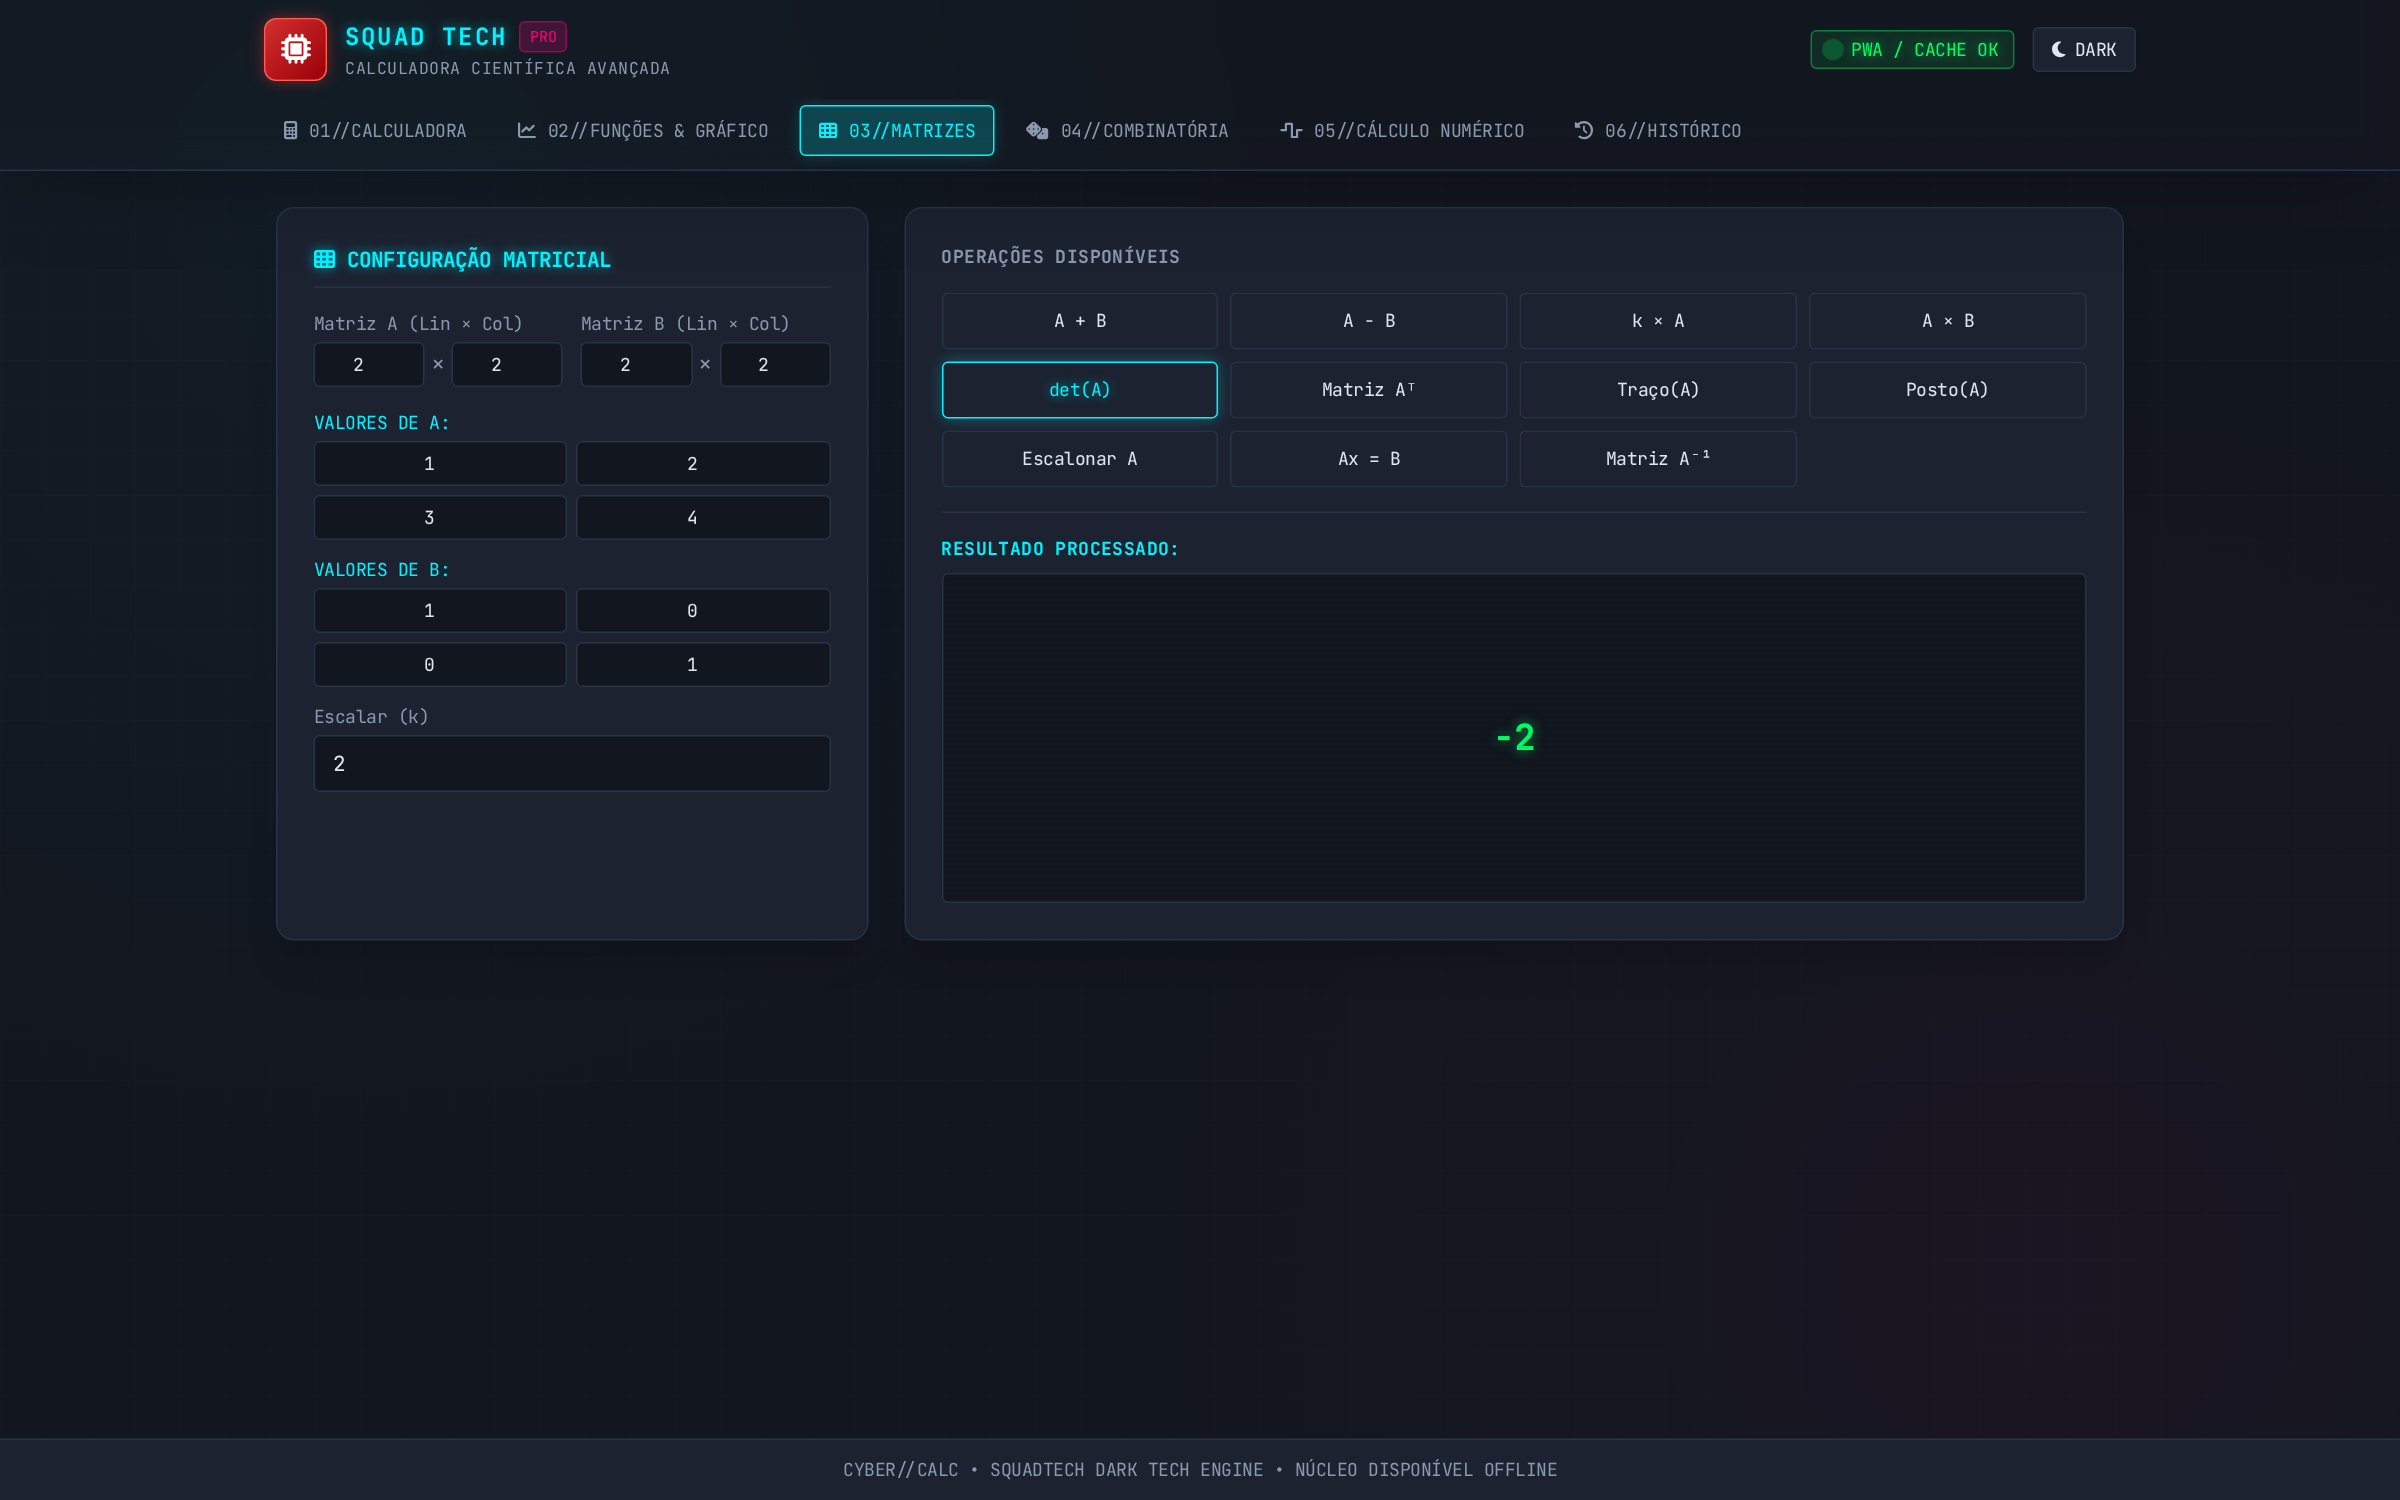 SQUAD TECH PRO
CALCULADORA CIENTÍFICA AVANÇADA
PWA / CACHE OK
DARK
01//CALCULADORA
02//FUNÇÕES & GRÁFICO
03//MATRIZES
04//COMBINATÓRIA
05//CÁLCULO NUMÉRICO
06//HISTÓRICO
CONFIGURAÇÃO MATRICIAL
Matriz A (Lin × Col)
Matriz B (Lin × Col)
2 × 2
2 × 2
VALORES DE A:
1 2
3 4
VALORES DE B:
1 0
0 1
Escalar (k)
2
OPERAÇÕES DISPONÍVEIS
A + B
A - B
k × A
A × B
det(A)
Matriz Aᵀ
Traço(A)
Posto(A)
Escalonar A
Ax = B
Matriz A⁻¹
RESULTADO PROCESSADO:
-2
CYBER//CALC • SQUADTECH DARK TECH ENGINE • NÚCLEO DISPONÍVEL OFFLINE